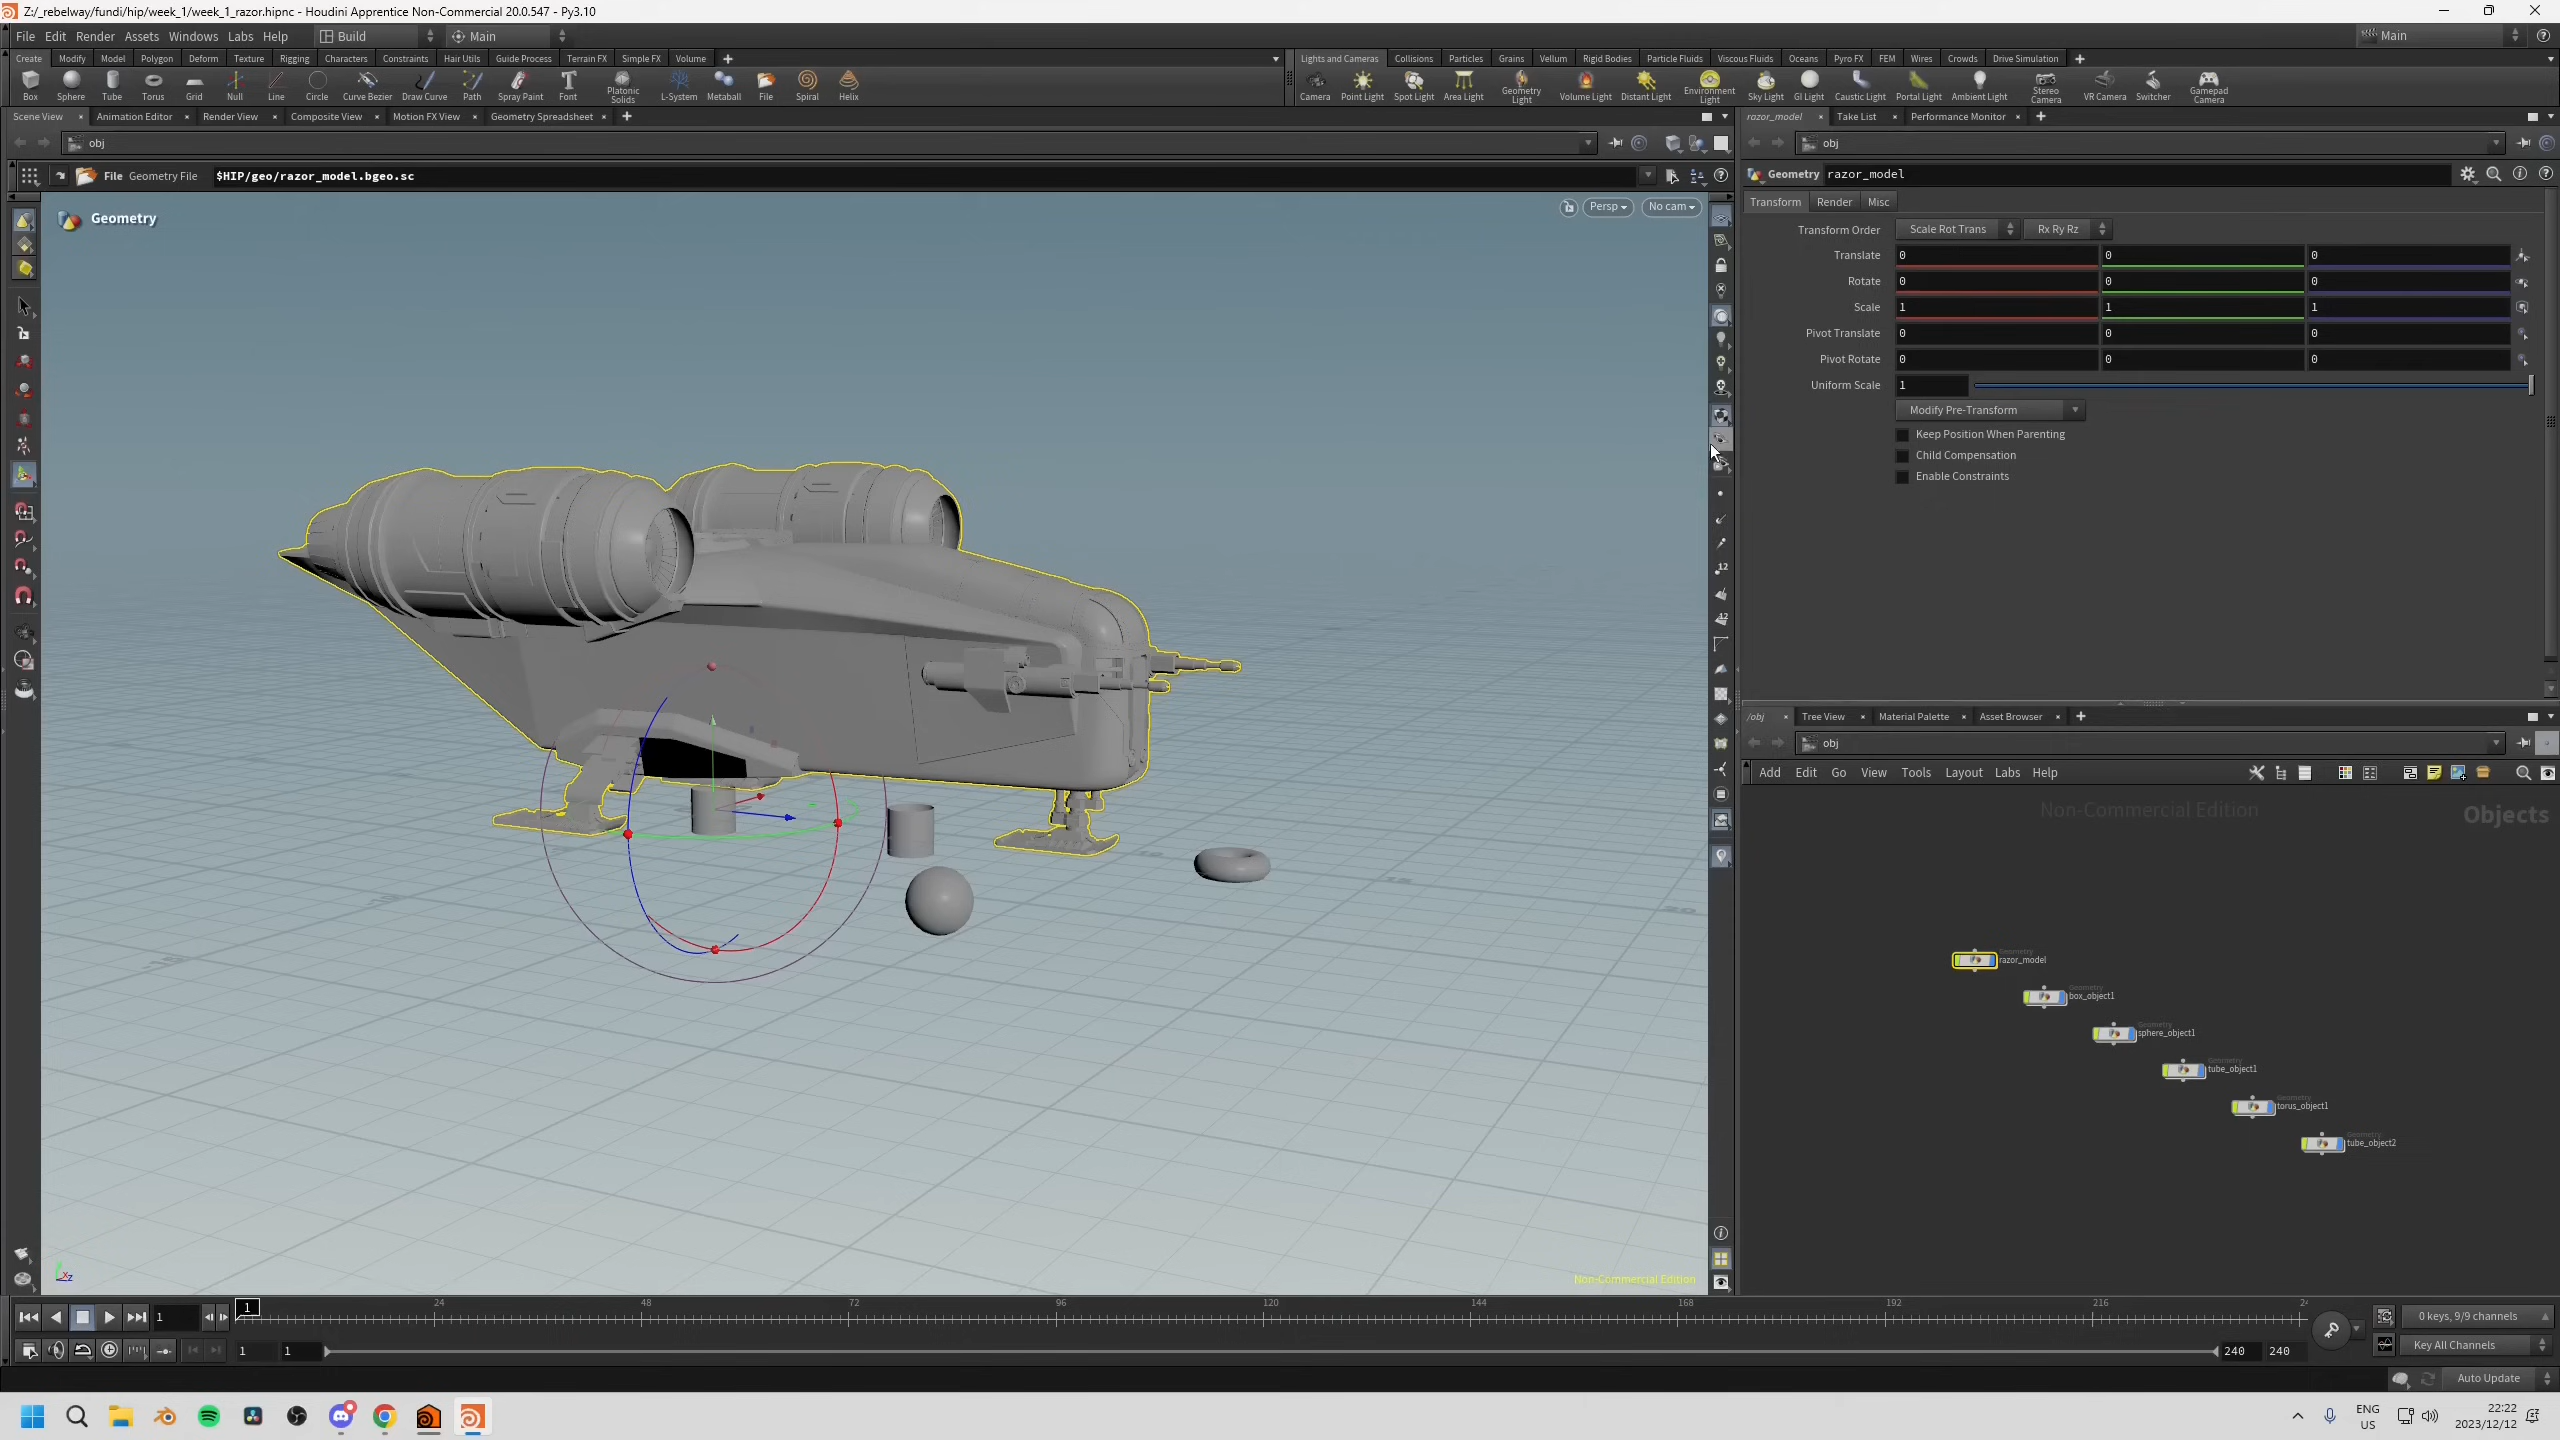 Z:/_rebelway/fundi/hip/week_1/week_1_razor.hipnc - Houdini Apprentice Non-Commercial 20.0.547 - Py3.10
File Edit Render Assets Windows Labs Help Build Main Main
Create Modify Model Polygon Deform Texture Rigging Characters Constraints Hair Utils Guide Process Terrain FX Simple FX Volume
Lights and Cameras Collisions Particles Grains Vellum Rigid Bodies Particle Fluids Viscous Fluids Oceans Pyro FX FEM Wires Crowds Drive Simulation
Box Sphere Tube Torus Grid Null Line Circle Curve Bezier Draw Curve Path Spray Paint Font Platonic Solids L-System Metaball File Spiral Helix
Camera Point Light Spot Light Area Light Geometry Light Volume Light Distant Light Environment Light Sky Light GI Light Caustic Light Portal Light Ambient Light Stereo Camera VR Camera Switcher Gamepad Camera
Scene View Animation Editor Render View Composite View Motion FX View Geometry Spreadsheet
razor_model Take List Performance Monitor
obj
obj
File Geometry File $HIP/geo/razor_model.bgeo.sc
Geometry razor_model
Geometry
Persp No cam
Transform Render Misc
Transform Order Scale Rot Trans Rx Ry Rz
Translate 0 0 0
Rotate 0 0 0
Scale 1 1 1
Pivot Translate 0 0 0
Pivot Rotate 0 0 0
Uniform Scale 1
Modify Pre-Transform
Keep Position When Parenting
Child Compensation
Enable Constraints
/obj Tree View Material Palette Asset Browser
obj
Add Edit Go View Tools Layout Labs Help
Non-Commercial Edition
Objects
Geometry
razor_model
Geometry
box_object1
Geometry
sphere_object1
Geometry
tube_object1
Geometry
torus_object1
Geometry
tube_object2
Non-Commercial Edition
1 1 24 48 72 96 120 144 168 192 216 24
0 keys, 9/9 channels
1 1 240 240
Key All Channels
Auto Update
ENG
US
22:22
2023/12/12